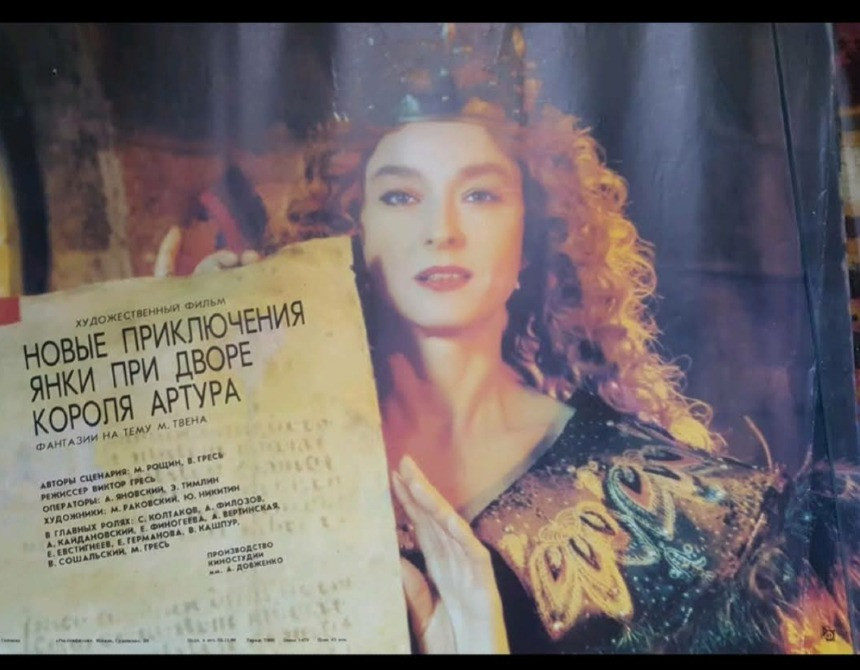 ХУДОЖЕСТВЕННЫЙ ФИЛЬМ
НОВЫЕ ПРИКЛЮЧЕНИЯ
ЯНКИ ПРИ ДВОРЕ
КОРОЛЯ АРТУРА
ФАНТАЗИИ НА ТЕМУ М. ТВЕНА
АВТОРЫ СЦЕНАРИЯ: М. РОЩИН, В. ГРЕСЬ
РЕЖИССЕР ВИКТОР ГРЕСЬ
ОПЕРАТОРЫ: А. ЯНОВСКИЙ, Э. ТИМЛИН
ХУДОЖНИКИ: М. РАКОВСКИЙ, Ю. НИКИТИН
В ГЛАВНЫХ РОЛЯХ: С. КОЛТАКОВ, А. ФИЛОЗОВ,
А. КАЙДАНОВСКИЙ, Е. ФИНОГЕЕВА, А. ВЕРТИНСКАЯ,
Е. ЕВСТИГНЕЕВ, Е. ГЕРМАНОВА, В. КАШПУР,
В. СОШАЛЬСКИЙ, М. ГРЕСЬ
ПРОИЗВОДСТВО
КИНОСТУДИИ
им. А. ДОВЖЕНКО